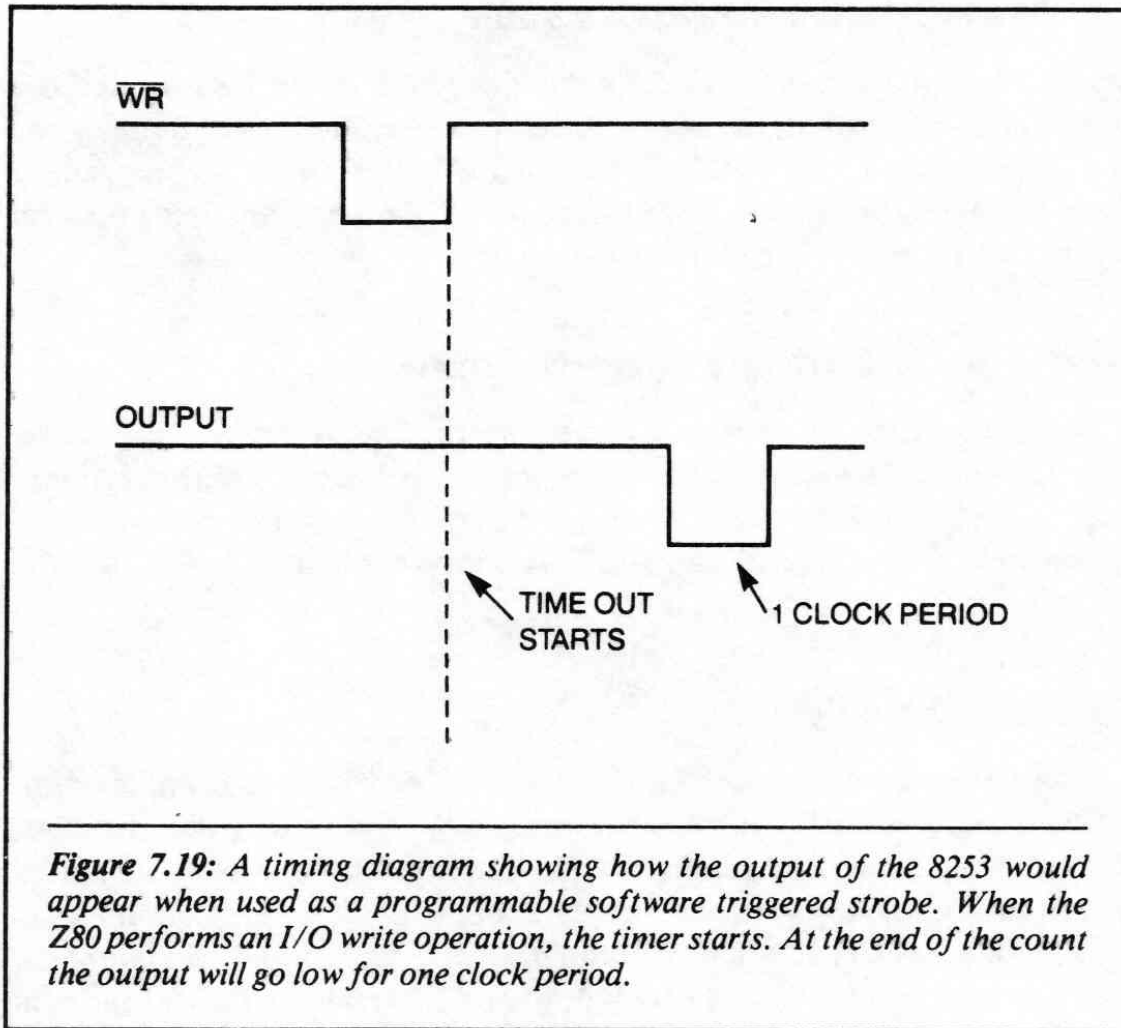 W̅R̅
OUTPUT
TIME OUT
STARTS
1 CLOCK PERIOD
Figure 7.19: A timing diagram showing how the output of the 8253 would
appear when used as a programmable software triggered strobe. When the
Z80 performs an I/O write operation, the timer starts. At the end of the count
the output will go low for one clock period.